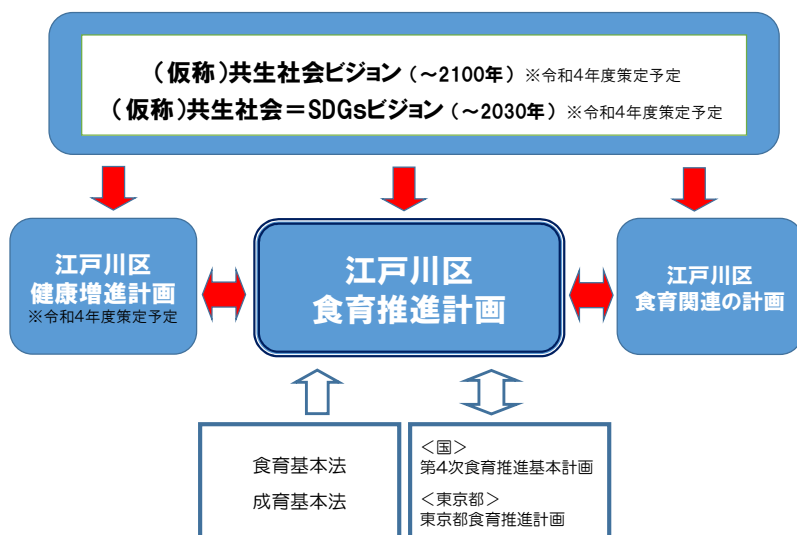 （仮称）共生社会ビジョン（～2100年）※令和4年度策定予定
（仮称）共生社会＝SDGsビジョン（～2030年）※令和4年度策定予定
江戸川区
健康増進計画
※令和4年度策定予定
江戸川区
食育推進計画
江戸川区
食育関連の計画
食育基本法
成育基本法
＜国＞
第4次食育推進基本計画
＜東京都＞
東京都食育推進計画